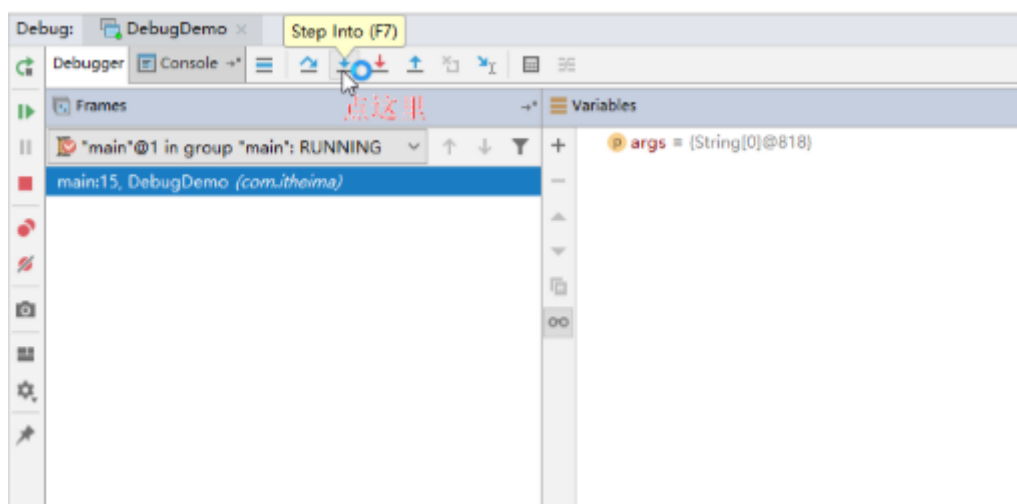 Debug: DebugDemo
Step Into (F7)
Debugger Console
点这里
Frames
Variables
"main"@1 in group "main": RUNNING
p args = {String[0]@818}
main:15, DebugDemo (com.itheima)